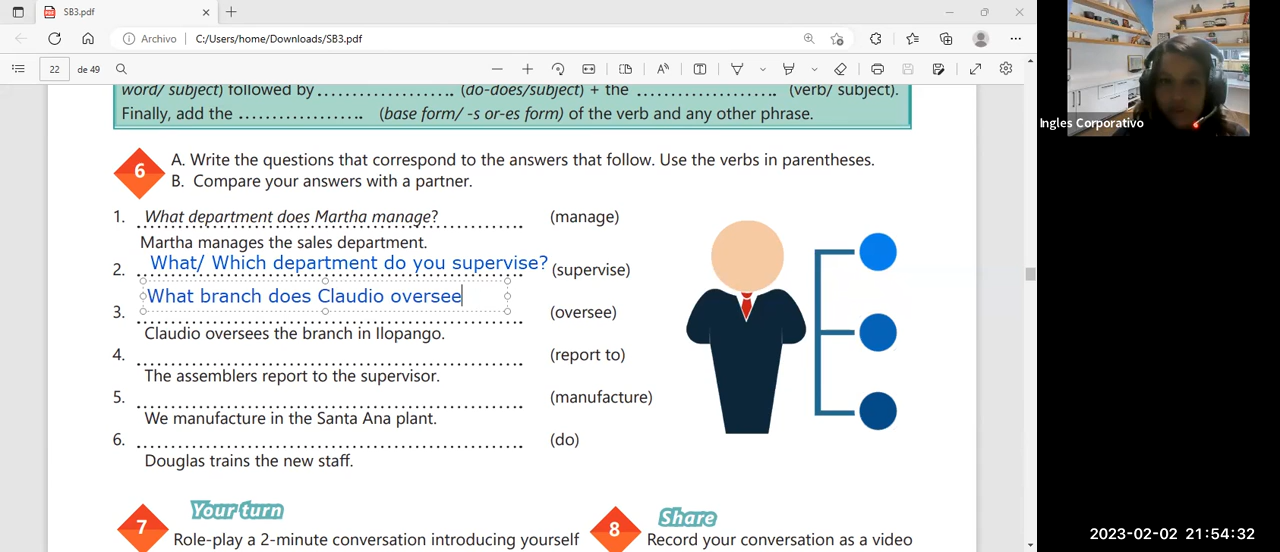 SB3.pdf
Archivo C:/Users/home/Downloads/SB3.pdf
22 de 49
word/ subject) followed by ..................... (do-does/subject) + the ..................... (verb/ subject).
Finally, add the ................... (base form/ -s or-es form) of the verb and any other phrase.
6
A. Write the questions that correspond to the answers that follow. Use the verbs in parentheses.
B. Compare your answers with a partner.
1. What department does Martha manage? (manage)
Martha manages the sales department.
2. What/ Which department do you supervise? (supervise)
What branch does Claudio oversee
3. (oversee)
Claudio oversees the branch in Ilopango.
4. (report to)
The assemblers report to the supervisor.
5. (manufacture)
We manufacture in the Santa Ana plant.
6. (do)
Douglas trains the new staff.
7 Your turn
Role-play a 2-minute conversation introducing yourself
8 Share
Record your conversation as a video
Ingles Corporativo
2023-02-02 21:54:32